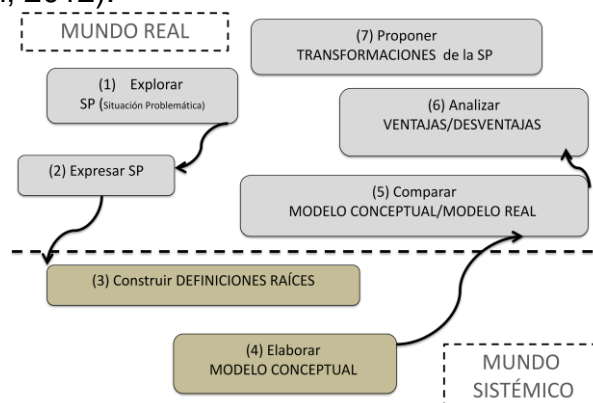 , 2012).
MUNDO REAL
(7) Proponer
TRANSFORMACIONES de la SP
(1) Explorar
SP (Situación Problemática)
(6) Analizar
VENTAJAS/DESVENTAJAS
(2) Expresar SP
(5) Comparar
MODELO CONCEPTUAL/MODELO REAL
(3) Construir DEFINICIONES RAÍCES
(4) Elaborar
MODELO CONCEPTUAL
MUNDO
SISTÉMICO